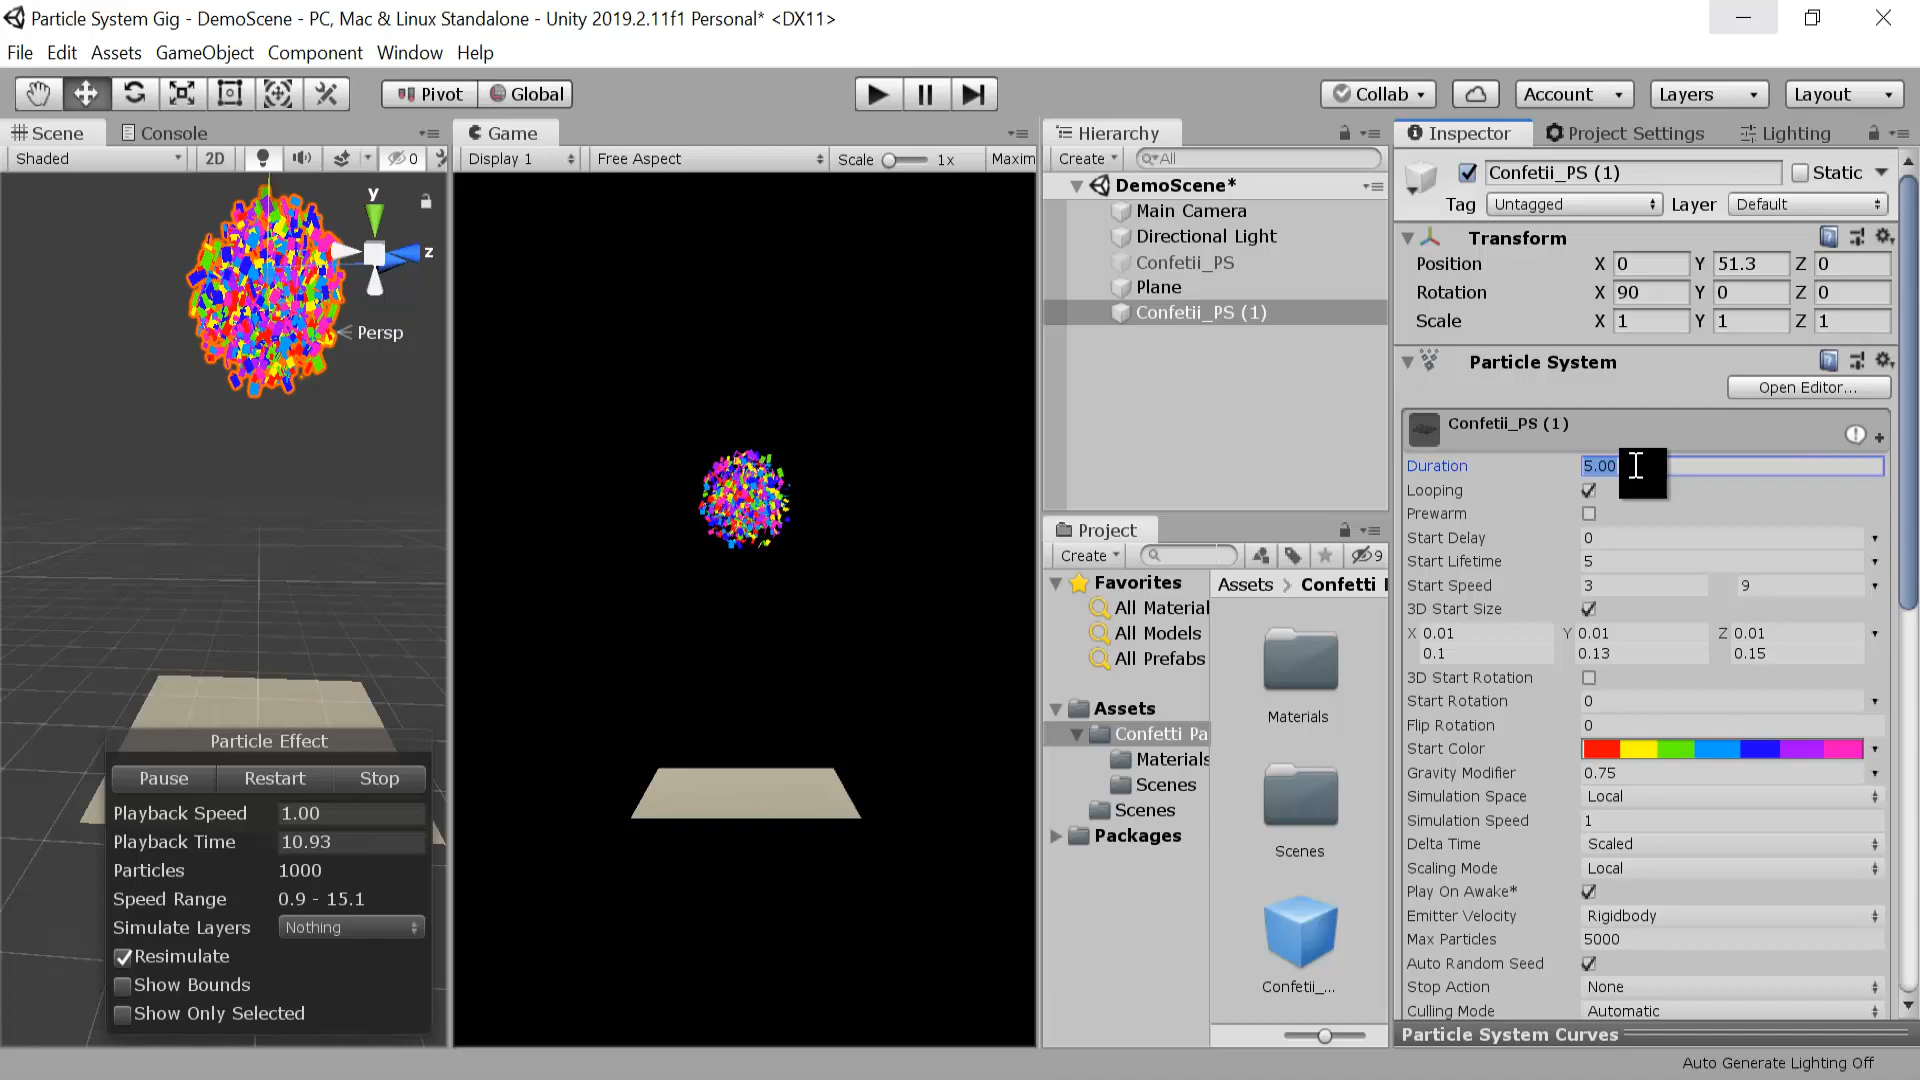 Particle System Gig - DemoScene - PC, Mac & Linux Standalone - Unity 2019.2.11f1 Personal* <DX11>
File Edit Assets GameObject Component Window Help
Pivot Global Collab Account Layers Layout
Scene Console
Shaded 2D 0
y
z
Persp
Particle Effect
Pause Restart Stop
Playback Speed 1.00
Playback Time 10.93
Particles 1000
Speed Range 0.9 - 15.1
Simulate Layers Nothing
Resimulate
Show Bounds
Show Only Selected
Game
Display 1 Free Aspect Scale 1x Maxim
Hierarchy
Create All
DemoScene*
Main Camera
Directional Light
Confetii_PS
Plane
Confetii_PS (1)
Project
Create 9
Favorites
All Material
All Models
All Prefabs
Assets
Confetti Pa
Materials
Scenes
Scenes
Packages
Assets > Confetti
Materials
Scenes
Confetii_...
Inspector Project Settings Lighting
Confetii_PS (1) Static
Tag Untagged Layer Default
Transform
Position X 0 Y 51.3 Z 0
Rotation X 90 Y 0 Z 0
Scale X 1 Y 1 Z 1
Particle System
Open Editor...
Confetii_PS (1)
Duration 5.00
Looping
Prewarm
Start Delay 0
Start Lifetime 5
Start Speed 3 9
3D Start Size
X 0.01 Y 0.01 Z 0.01
0.1 0.13 0.15
3D Start Rotation
Start Rotation 0
Flip Rotation 0
Start Color
Gravity Modifier 0.75
Simulation Space Local
Simulation Speed 1
Delta Time Scaled
Scaling Mode Local
Play On Awake*
Emitter Velocity Rigidbody
Max Particles 5000
Auto Random Seed
Stop Action None
Culling Mode Automatic
Particle System Curves
Auto Generate Lighting Off